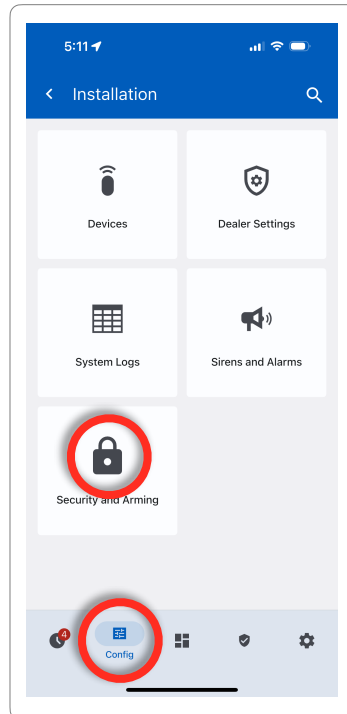 5:11
Installation
Devices
Dealer Settings
System Logs
Sirens and Alarms
Security and Arming
4
Config